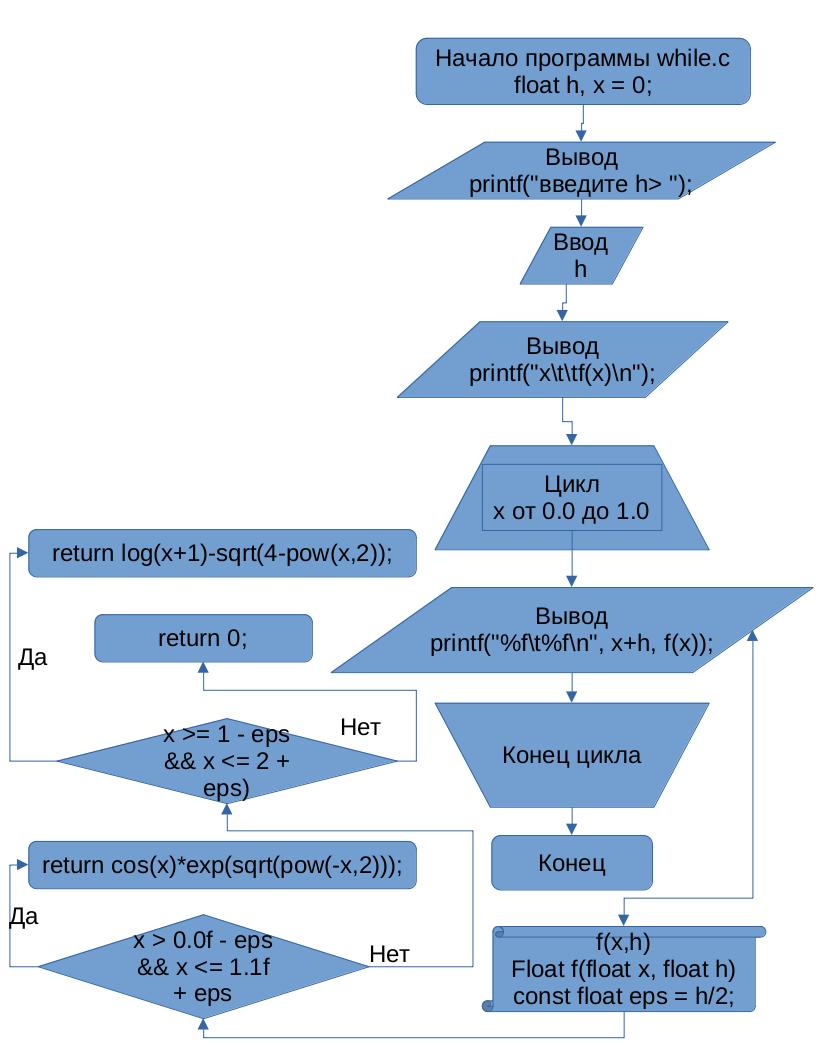 Начало программы while.c
float h, x = 0;
Вывод
printf("введите h> ");
Ввод
h
Вывод
printf("x\t\tf(x)\n");
Цикл
x от 0.0 до 1.0
Вывод
printf("%f\t%f\n", x+h, f(x));
Конец цикла
Конец
f(x,h)
Float f(float x, float h)
const float eps = h/2;
x > 0.0f - eps
&& x <= 1.1f
+ eps
Да
Нет
return cos(x)*exp(sqrt(pow(-x,2)));
x >= 1 - eps
&& x <= 2 +
eps)
Да
Нет
return 0;
return log(x+1)-sqrt(4-pow(x,2));